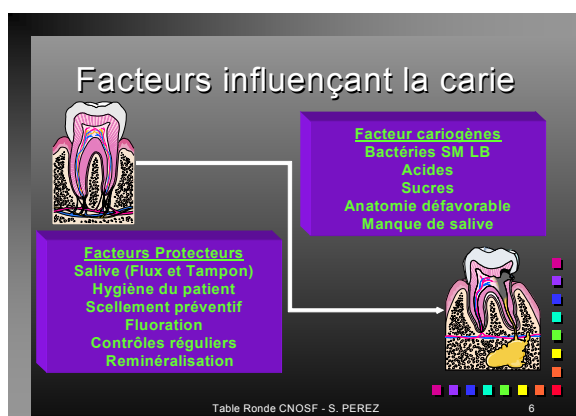 Facteurs influençant la carie
Facteur cariogènes
Bactéries SM LB
Acides
Sucres
Anatomie défavorable
Manque de salive
Facteurs Protecteurs
Salive (Flux et Tampon)
Hygiène du patient
Scellement préventif
Fluoration
Contrôles réguliers
Reminéralisation
Table Ronde CNOSF - S. PEREZ
6